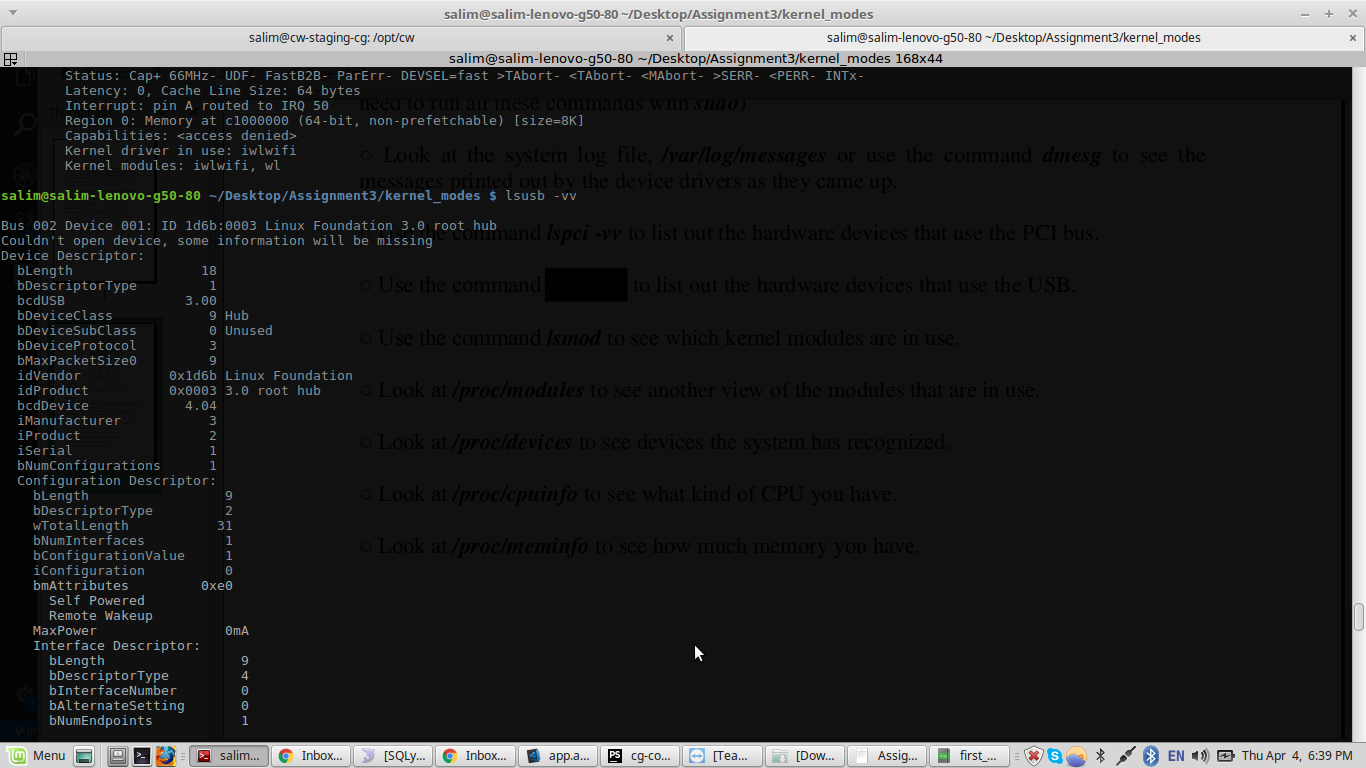 salim@salim-lenovo-g50-80 ~/Desktop/Assignment3/kernel_modes
salim@cw-staging-cg: /opt/cw
salim@salim-lenovo-g50-80 ~/Desktop/Assignment3/kernel_modes
salim@salim-lenovo-g50-80 ~/Desktop/Assignment3/kernel_modes 168x44
Status: Cap+ 66MHz- UDF- FastB2B- ParErr- DEVSEL=fast >TAbort- <TAbort- <MAbort- >SERR- <PERR- INTx-
Latency: 0, Cache Line Size: 64 bytes
Interrupt: pin A routed to IRQ 50
Region 0: Memory at c1000000 (64-bit, non-prefetchable) [size=8K]
Capabilities: <access denied>
Kernel driver in use: iwlwifi
Kernel modules: iwlwifi, wl
salim@salim-lenovo-g50-80 ~/Desktop/Assignment3/kernel_modes $ lsusb -vv
Bus 002 Device 001: ID 1d6b:0003 Linux Foundation 3.0 root hub
Couldn't open device, some information will be missing
Device Descriptor:
bLength 18
bDescriptorType 1
bcdUSB 3.00
bDeviceClass 9 Hub
bDeviceSubClass 0 Unused
bDeviceProtocol 3
bMaxPacketSize0 9
idVendor 0x1d6b Linux Foundation
idProduct 0x0003 3.0 root hub
bcdDevice 4.04
iManufacturer 3
iProduct 2
iSerial 1
bNumConfigurations 1
Configuration Descriptor:
bLength 9
bDescriptorType 2
wTotalLength 31
bNumInterfaces 1
bConfigurationValue 1
iConfiguration 0
bmAttributes 0xe0
Self Powered
Remote Wakeup
MaxPower 0mA
Interface Descriptor:
bLength 9
bDescriptorType 4
bInterfaceNumber 0
bAlternateSetting 0
bNumEndpoints 1
need to run all these commands with sudo)
○ Look at the system log file, /var/log/messages or use the command dmesg to see the
messages printed out by the device drivers as they came up.
the command lspci -vv to list out the hardware devices that use the PCI bus.
○ Use the command to list out the hardware devices that use the USB.
○ Use the command lsmod to see which kernel modules are in use.
○ Look at /proc/modules to see another view of the modules that are in use.
○ Look at /proc/devices to see devices the system has recognized.
○ Look at /proc/cpuinfo to see what kind of CPU you have.
○ Look at /proc/meminfo to see how much memory you have.
Menu salim... Inbox... [SQLy... Inbox... app.a... cg-co... [Tea... [Dow... Assig... first_... EN Thu Apr 4, 6:39 PM